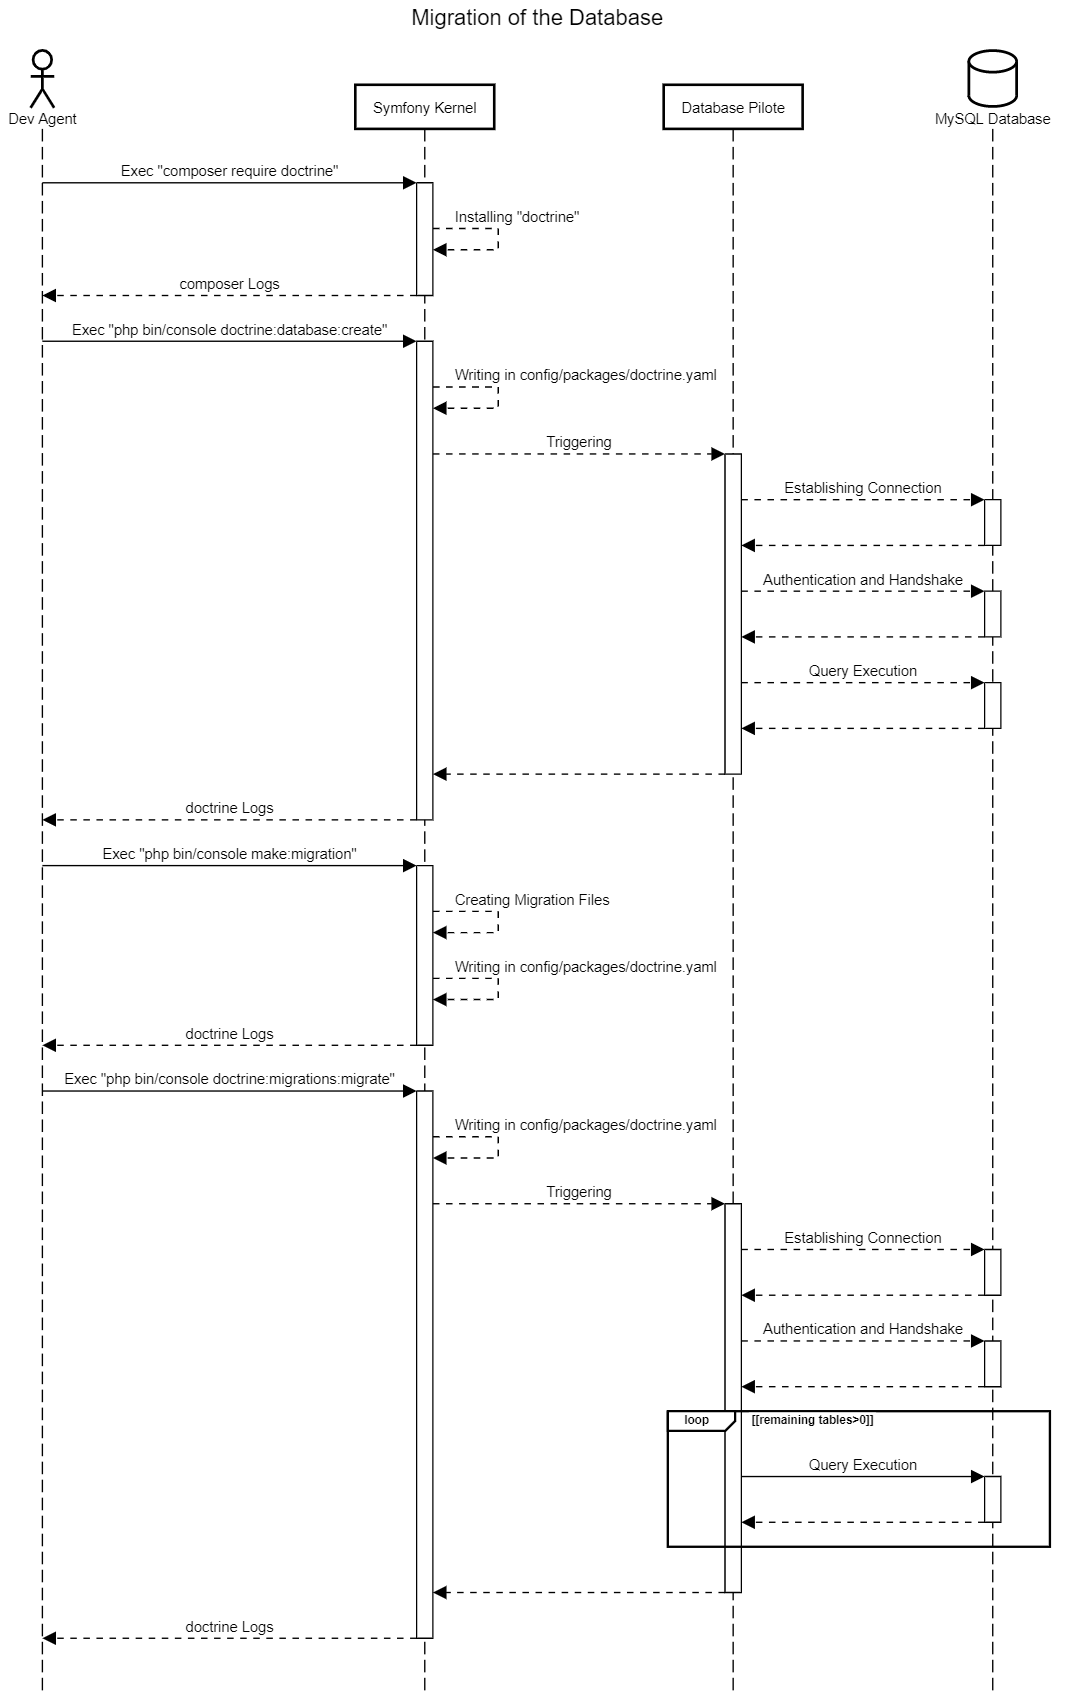 Migration of the Database
Dev Agent
Symfony Kernel
Database Pilote
MySQL Database
Exec "composer require doctrine"
Installing "doctrine"
composer Logs
Exec "php bin/console doctrine:database:create"
Writing in config/packages/doctrine.yaml
Triggering
Establishing Connection
Authentication and Handshake
Query Execution
doctrine Logs
Exec "php bin/console make:migration"
Creating Migration Files
Writing in config/packages/doctrine.yaml
doctrine Logs
Exec "php bin/console doctrine:migrations:migrate"
Writing in config/packages/doctrine.yaml
Triggering
Establishing Connection
Authentication and Handshake
loop [[remaining tables>0]]
Query Execution
doctrine Logs